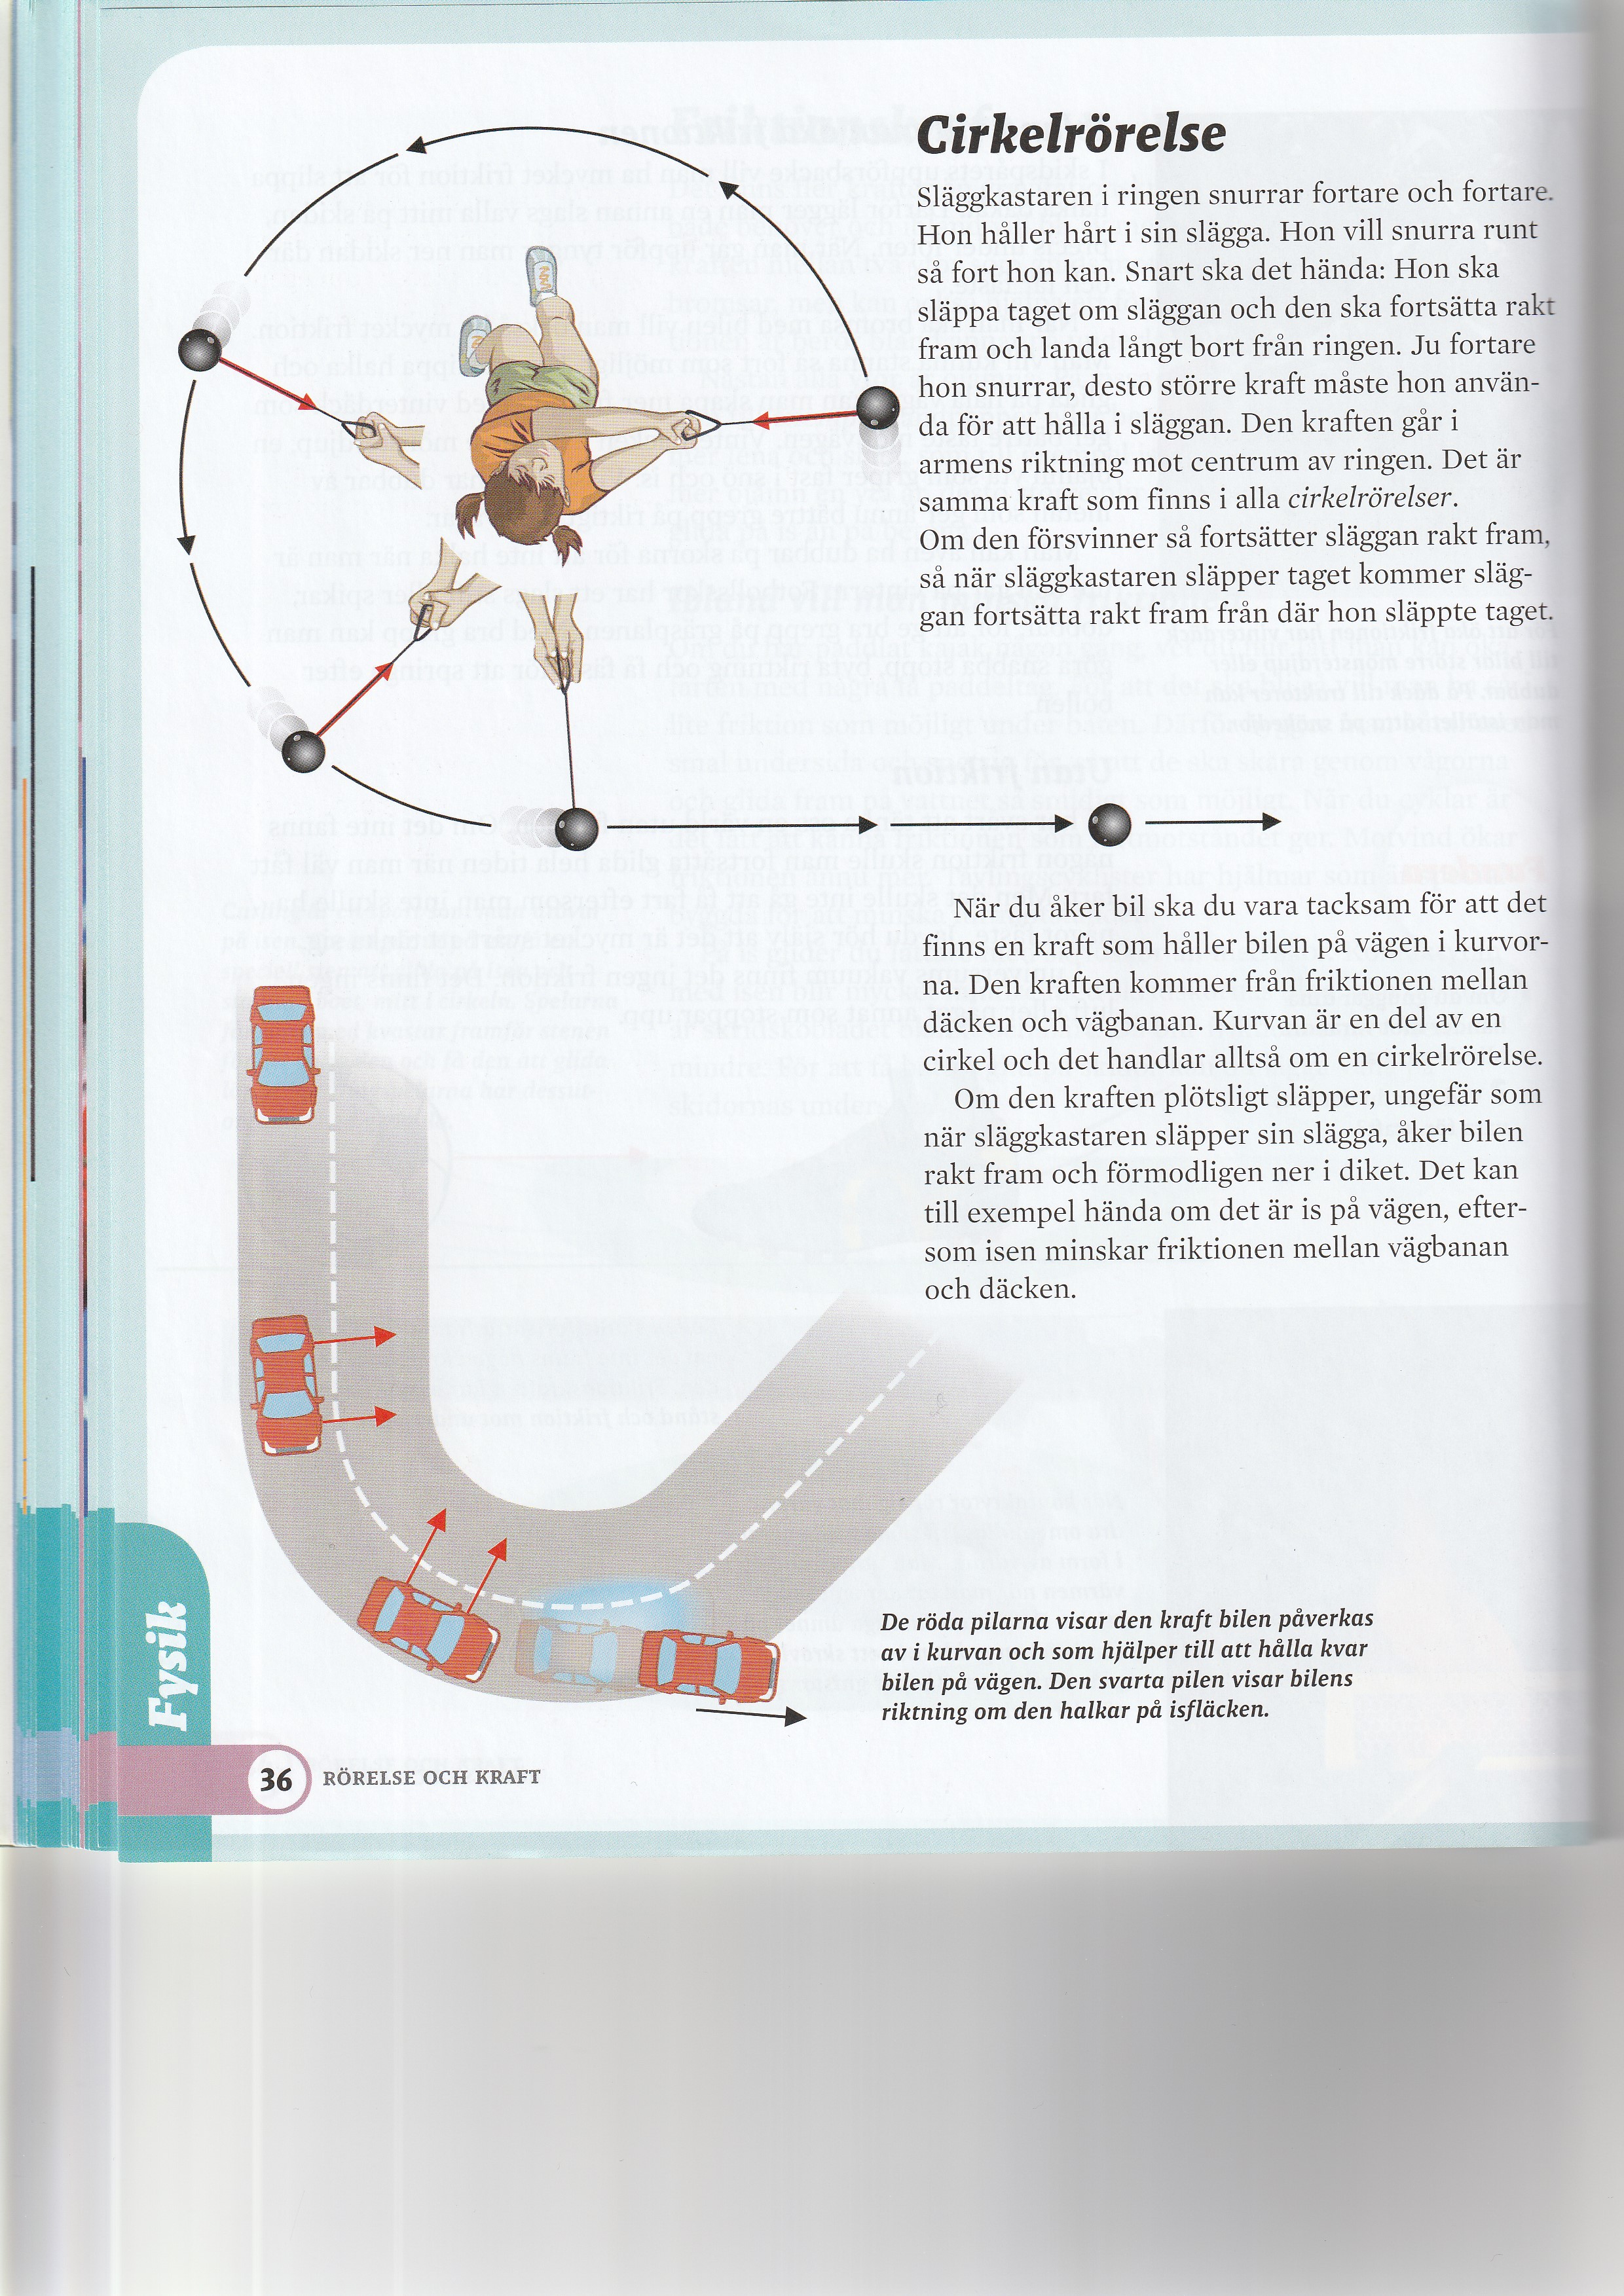 Cirkelrörelse
Släggkastaren i ringen snurrar fortare och fortare.
Hon håller hårt i sin slägga. Hon vill snurra runt
så fort hon kan. Snart ska det hända: Hon ska
släppa taget om släggan och den ska fortsätta rakt
fram och landa långt bort från ringen. Ju fortare
hon snurrar, desto större kraft måste hon använ-
da för att hålla i släggan. Den kraften går i
armens riktning mot centrum av ringen. Det är
samma kraft som finns i alla cirkelrörelser.
Om den försvinner så fortsätter släggan rakt fram,
så när släggkastaren släpper taget kommer släg-
gan fortsätta rakt fram från där hon släppte taget.
När du åker bil ska du vara tacksam för att det
finns en kraft som håller bilen på vägen i kurvor-
na. Den kraften kommer från friktionen mellan
däcken och vägbanan. Kurvan är en del av en
cirkel och det handlar alltså om en cirkelrörelse.
Om den kraften plötsligt släpper, ungefär som
när släggkastaren släpper sin slägga, åker bilen
rakt fram och förmodligen ner i diket. Det kan
till exempel hända om det är is på vägen, efter-
som isen minskar friktionen mellan vägbanan
och däcken.
De röda pilarna visar den kraft bilen påverkas
av i kurvan och som hjälper till att hålla kvar
bilen på vägen. Den svarta pilen visar bilens
riktning om den halkar på isfläcken.
Fysik
36 RÖRELSE OCH KRAFT